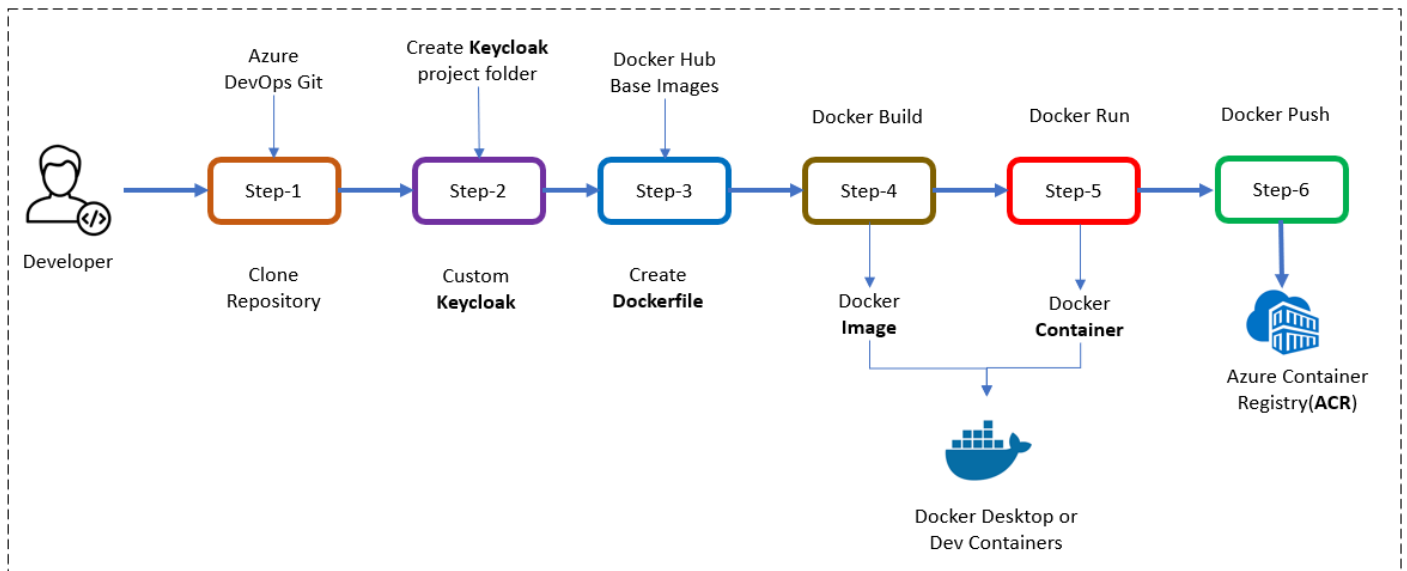 Azure
DevOps Git
Create Keycloak
project folder
Docker Hub
Base Images
Docker Build
Docker Run
Docker Push
Developer
Step-1
Step-2
Step-3
Step-4
Step-5
Step-6
Clone
Repository
Custom
Keycloak
Create
Dockerfile
Docker
Image
Docker
Container
Azure Container
Registry(ACR)
Docker Desktop or
Dev Containers